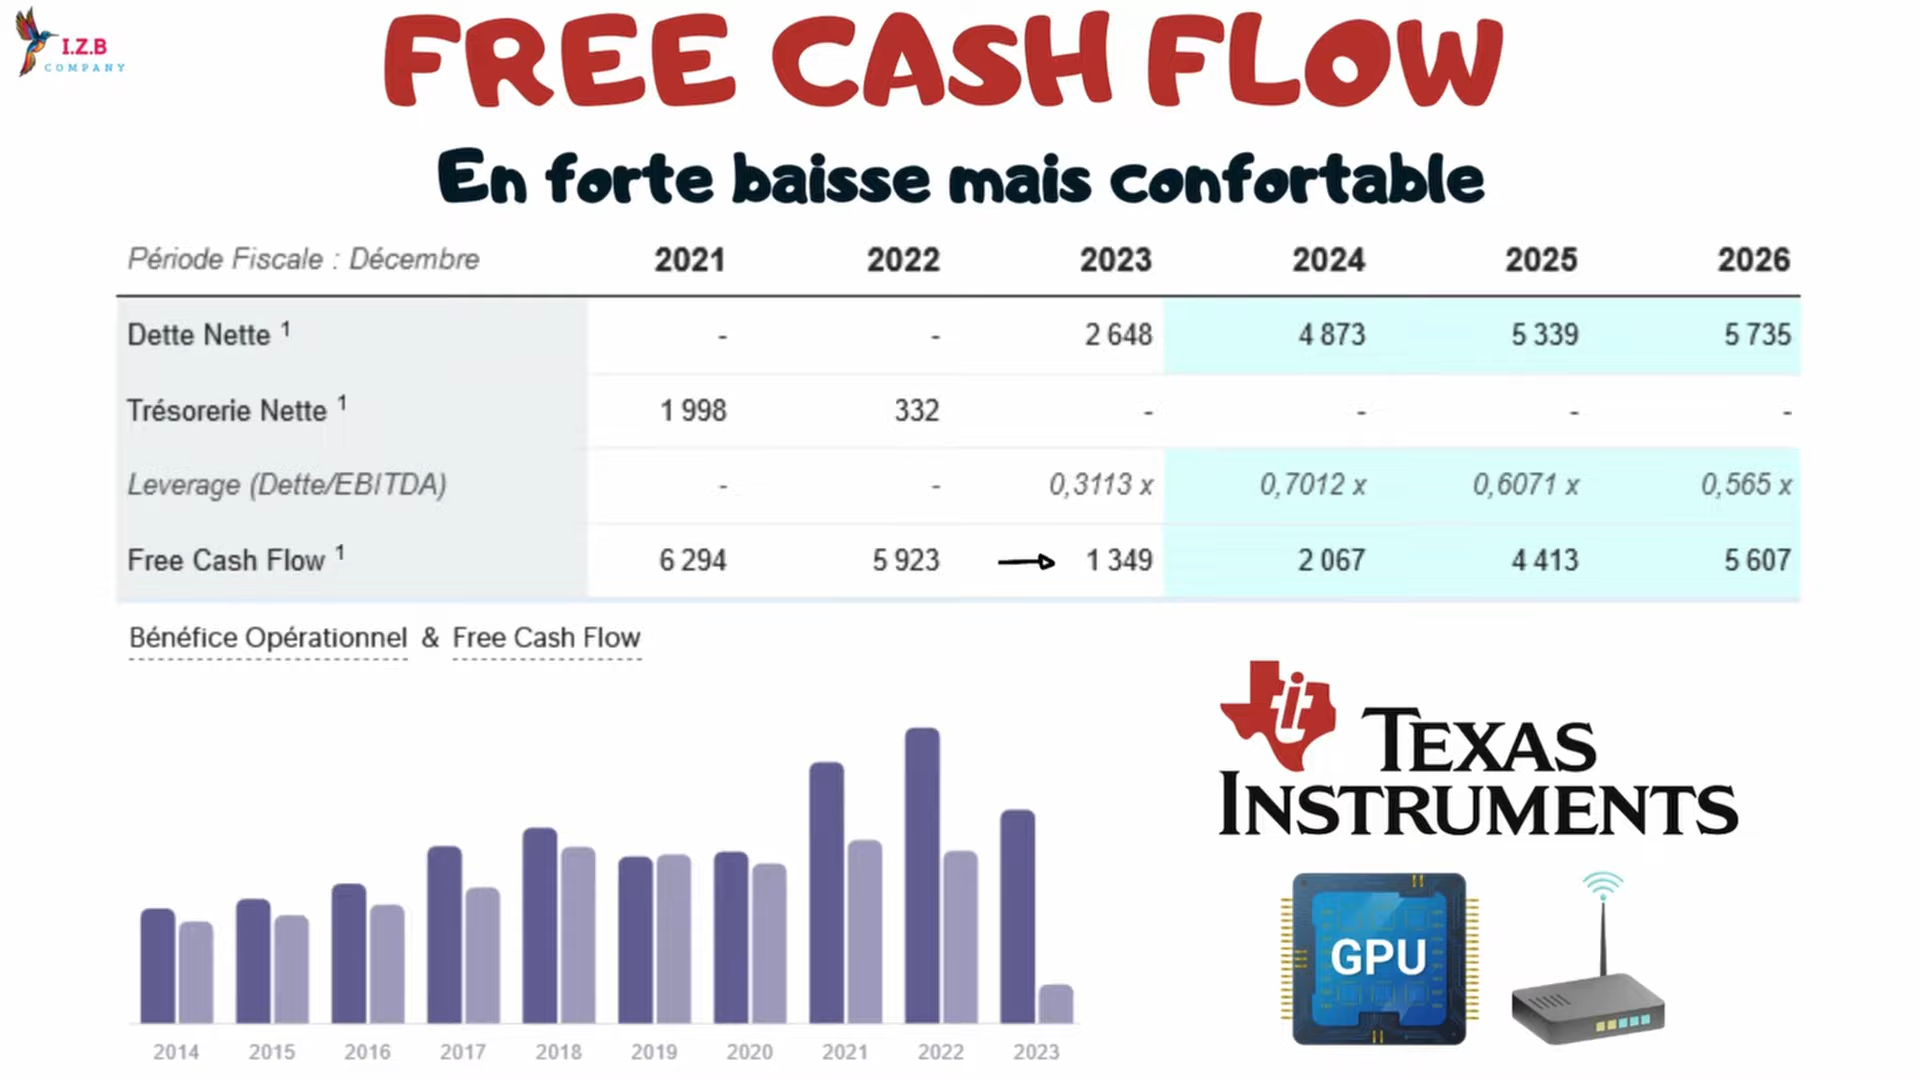 I.Z.B
COMPANY
FREE CASH FLOW
En forte baisse mais confortable
Période Fiscale : Décembre 2021 2022 2023 2024 2025 2026
Dette Nette ¹ - - 2 648 4 873 5 339 5 735
Trésorerie Nette ¹ 1 998 332 - - - -
Leverage (Dette/EBITDA) - - 0,3113 x 0,7012 x 0,6071 x 0,565 x
Free Cash Flow ¹ 6 294 5 923 1 349 2 067 4 413 5 607
Bénéfice Opérationnel & Free Cash Flow
2014 2015 2016 2017 2018 2019 2020 2021 2022 2023
ti
TEXAS
INSTRUMENTS
GPU